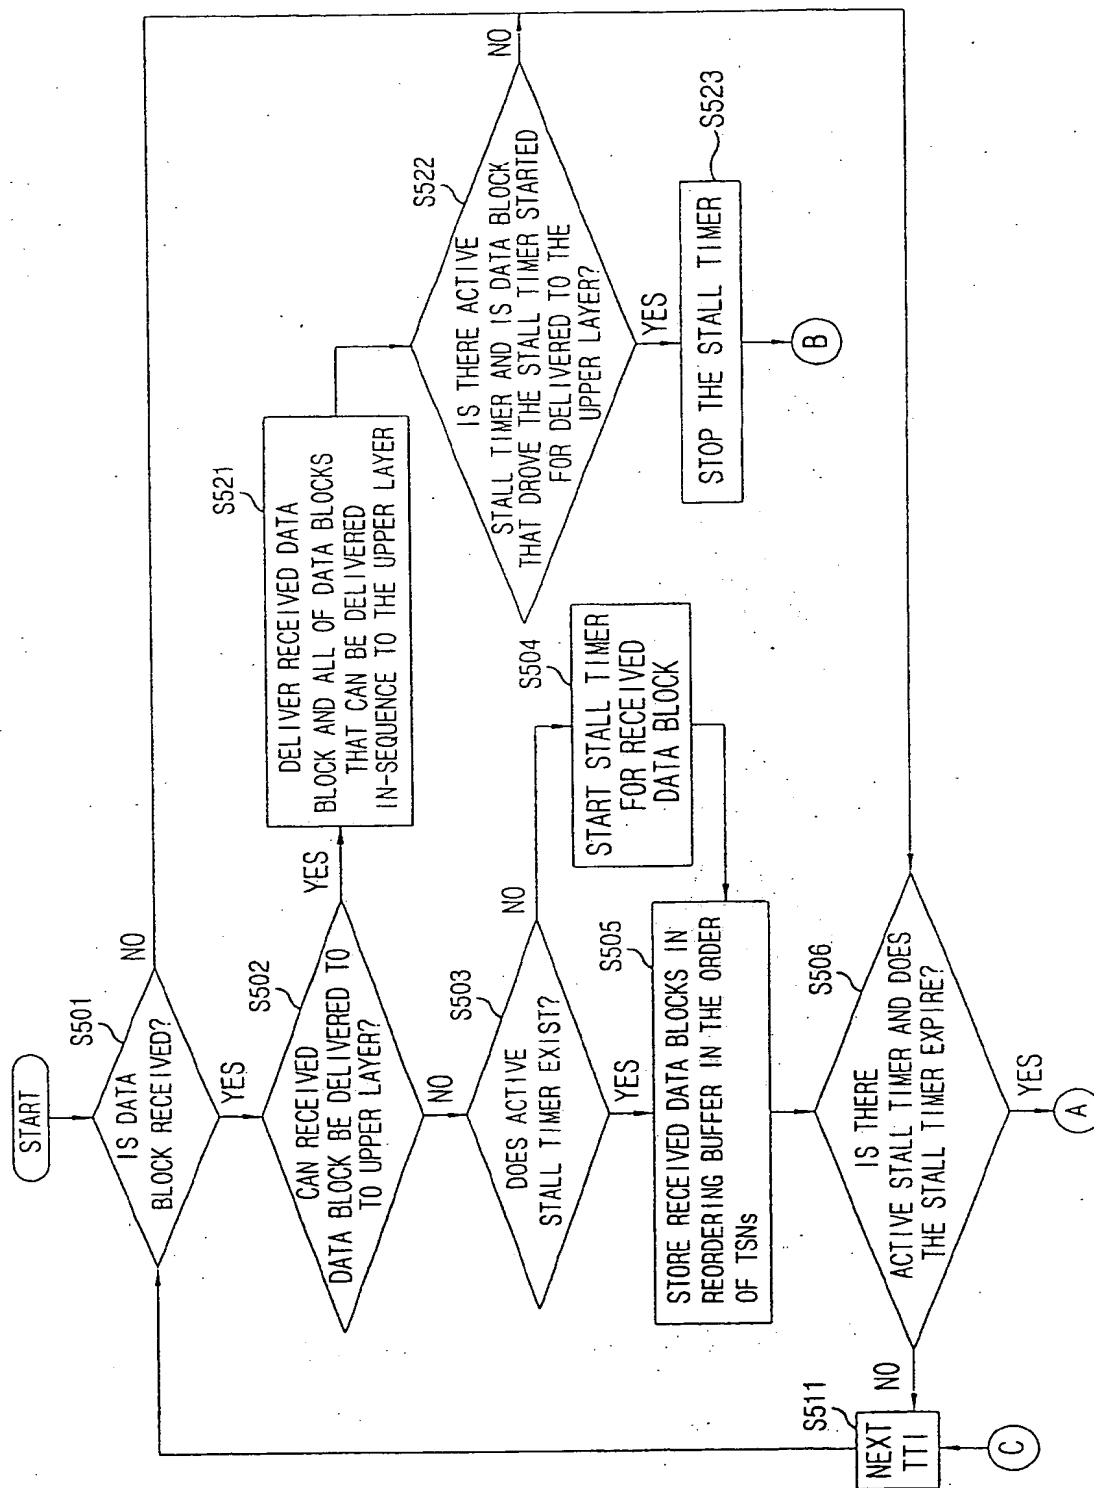 START
S501
IS DATA
BLOCK RECEIVED?
NO
YES
S502
CAN RECEIVED
DATA BLOCK BE DELIVERED TO
TO UPPER LAYER?
YES
NO
S521
DELIVER RECEIVED DATA
BLOCK AND ALL OF DATA BLOCKS
THAT CAN BE DELIVERED
IN-SEQUENCE TO THE UPPER LAYER
S522
IS THERE ACTIVE
STALL TIMER AND IS DATA BLOCK
THAT DROVE THE STALL TIMER STARTED
FOR DELIVERED TO THE
UPPER LAYER?
NO
YES
S523
STOP THE STALL TIMER
B
S503
DOES ACTIVE
STALL TIMER EXIST?
NO
YES
S504
START STALL TIMER
FOR RECEIVED
DATA BLOCK
S505
STORE RECEIVED DATA BLOCKS IN
REORDERING BUFFER IN THE ORDER
OF TSNs
S506
IS THERE
ACTIVE STALL TIMER AND DOES
THE STALL TIMER EXPIRE?
NO
YES
A
S511
NEXT
TTI
C